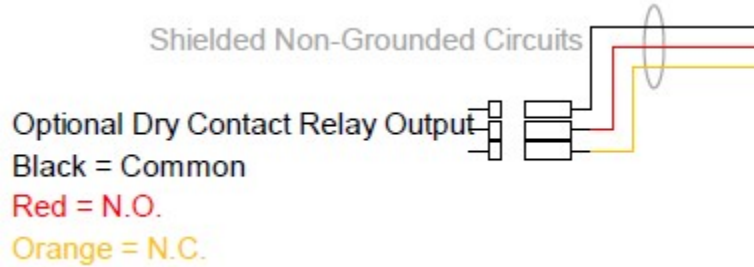 Shielded Non-Grounded Circuits
Optional Dry Contact Relay Output
Black = Common
Red = N.O.
Orange = N.C.